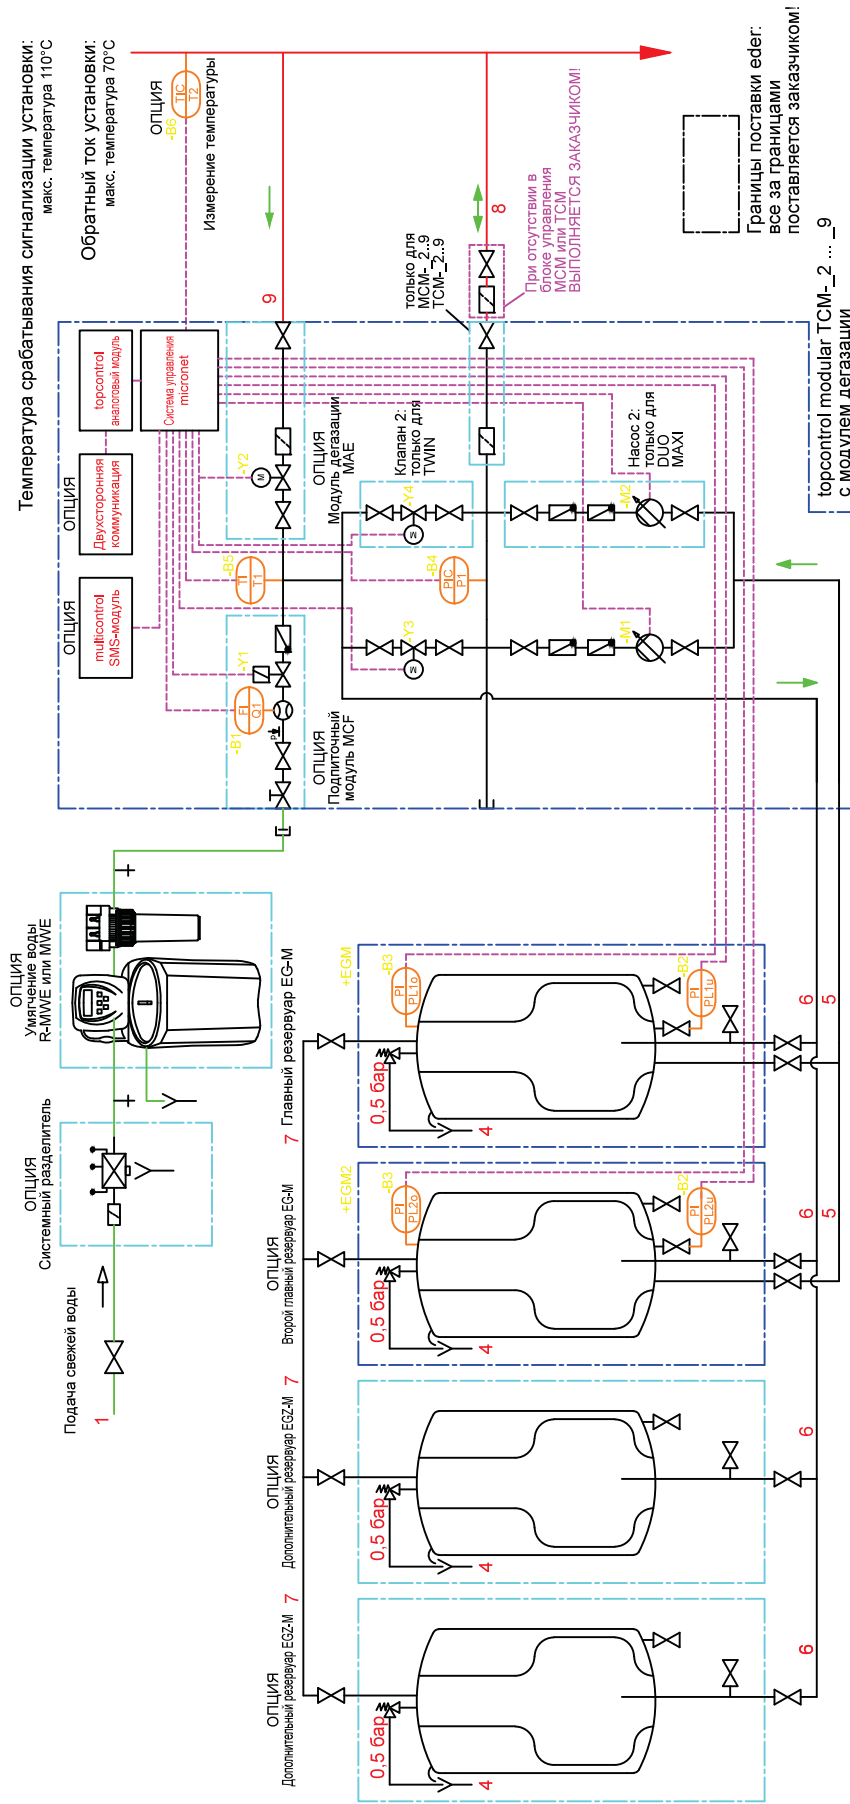 Температура срабатывания сигнализации установки:
макс. температура 110°C
Обратный ток установки:
макс. температура 70°C
ОПЦИЯ
-B6
TIC
T2
Измерение температуры
9
8
При отсутствии в
блоке управления
MCM или TCM
ВЫПОЛНЯЕТСЯ ЗАКАЗЧИКОМ!
только для
MCM-_2..9
TCM-_2..9
Границы поставки eder:
все за границами
поставляется заказчиком!
topcontrol modular TCM-_2 ... _9
с модулем дегазации
topcontrol
аналоговый модуль
Система управления
micronet
ОПЦИЯ
Двухсторонняя
коммуникация
ОПЦИЯ
multicontrol
SMS-модуль
-Y2
M
ОПЦИЯ
Модуль дегазации
MAE
Клапан 2:
только для
TWIN
-Y4
M
Насос 2:
только для
DUO
MAXI
-M2
-B5
TI
T1
-B4
PIC
P1
-Y3
M
-M1
-Y1
-B1
FI
Q1
P
ОПЦИЯ
Подпиточный
модуль MCF
ОПЦИЯ
Умягчение воды
R-MWE или MWE
ОПЦИЯ
Системный разделитель
Подача свежей воды
1
Главный резервуар EG-M
7
+EGM
-B3
PI
PL1o
0,5 бар
4
-B2
PI
PL1u
6
5
ОПЦИЯ
Второй главный резервуар EG-M
7
+EGM2
-B3
PI
PL2o
0,5 бар
4
-B2
PI
PL2u
6
5
ОПЦИЯ
Дополнительный резервуар EGZ-M
7
0,5 бар
4
6
ОПЦИЯ
Дополнительный резервуар EGZ-M
0,5 бар
4
6